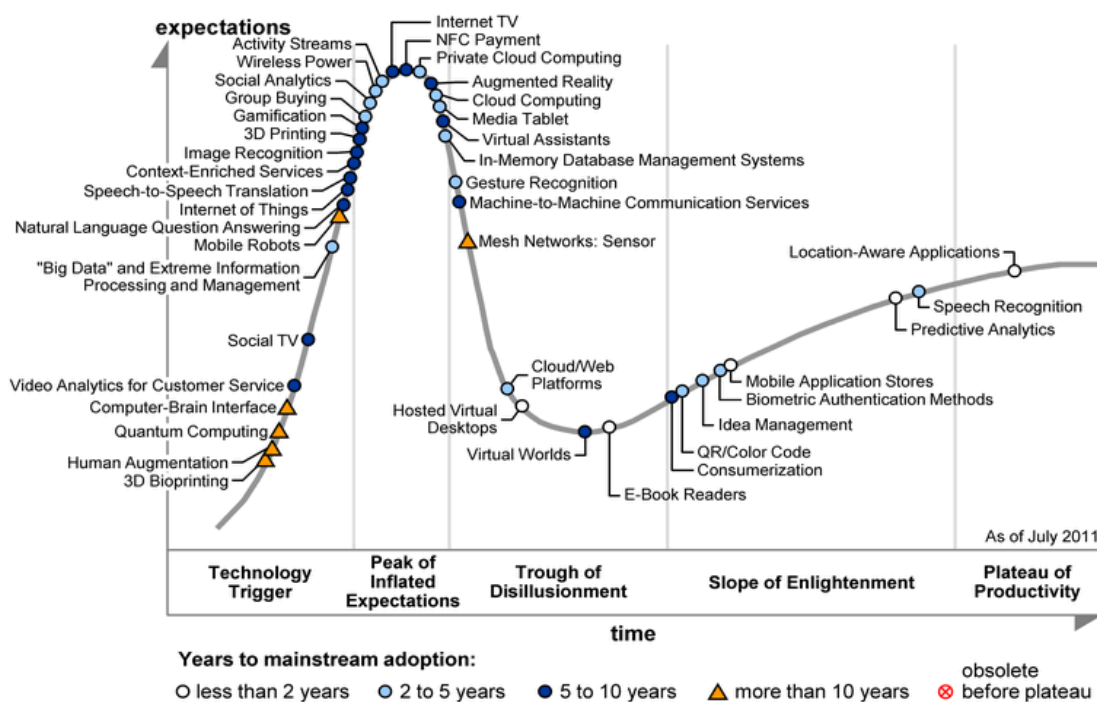 expectations
Internet TV
NFC Payment
Activity Streams
Private Cloud Computing
Wireless Power
Social Analytics
Augmented Reality
Group Buying
Cloud Computing
Gamification
Media Tablet
3D Printing
Virtual Assistants
Image Recognition
In-Memory Database Management Systems
Context-Enriched Services
Gesture Recognition
Speech-to-Speech Translation
Machine-to-Machine Communication Services
Internet of Things
Natural Language Question Answering
Mobile Robots
Mesh Networks: Sensor
"Big Data" and Extreme Information
Processing and Management
Location-Aware Applications
Speech Recognition
Predictive Analytics
Social TV
Cloud/Web
Platforms
Video Analytics for Customer Service
Mobile Application Stores
Computer-Brain Interface
Biometric Authentication Methods
Hosted Virtual
Desktops
Idea Management
Quantum Computing
QR/Color Code
Human Augmentation
Virtual Worlds
Consumerization
3D Bioprinting
E-Book Readers
As of July 2011
Technology
Trigger
Peak of
Inflated
Expectations
Trough of
Disillusionment
Slope of Enlightenment
Plateau of
Productivity
time
Years to mainstream adoption:
less than 2 years
2 to 5 years
5 to 10 years
more than 10 years
obsolete
before plateau